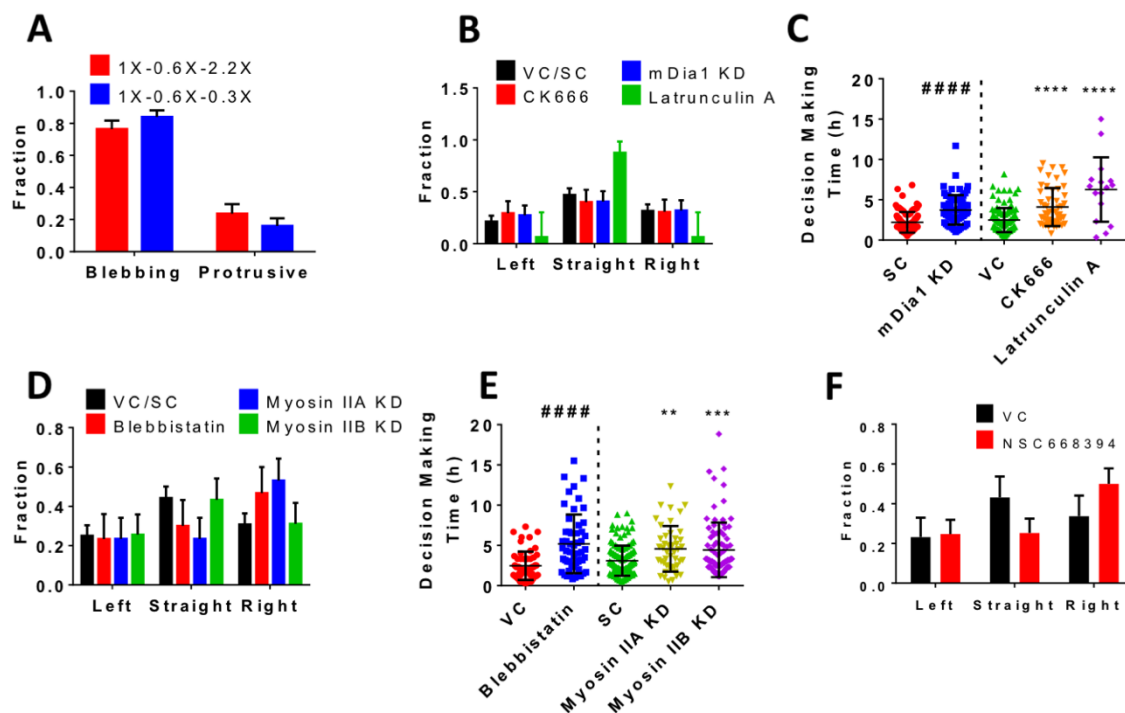 A
1X-0.6X-2.2X
1X-0.6X-0.3X
Fraction
1.0
0.8
0.6
0.4
0.2
0.0
Blebbing Protrusive
B
VC/SC mDia1 KD
CK666 Latrunculin A
Fraction
1.5
1.0
0.5
0.0
Left Straight Right
C
Decision Making
Time (h)
20
15
10
5
0
#### **** ****
SC mDia1 KD VC CK666 Latrunculin A
D
VC/SC Myosin IIA KD
Blebbistatin Myosin IIB KD
Fraction
0.8
0.6
0.4
0.2
0.0
Left Straight Right
E
Decision Making
Time (h)
20
15
10
5
0
#### ** ***
VC Blebbistatin SC Myosin IIA KD Myosin IIB KD
F
VC
NSC668394
Fraction
0.8
0.6
0.4
0.2
0.0
Left Straight Right